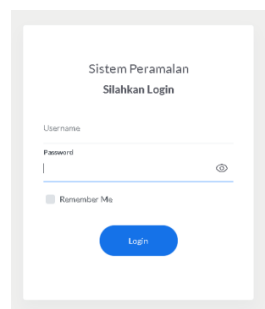 Sistem Peramalan
Silahkan Login
Username
Password
Remember Me
Login